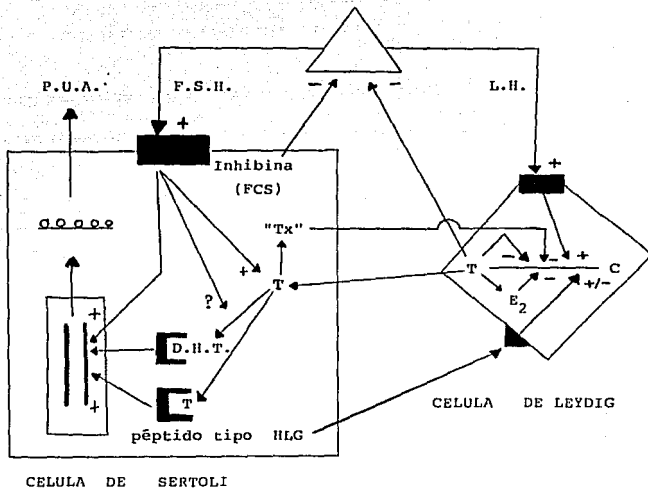 P.U.A.
F.S.H.
L.H.
-
-
+
+
Inhibina
(FCS)
"Tx"
+
T
?
D.H.T.
T
+
+
T
-
-
+
C
E2
-
+/-
péptido tipo HLG
CELULA DE LEYDIG
CELULA DE SERTOLI